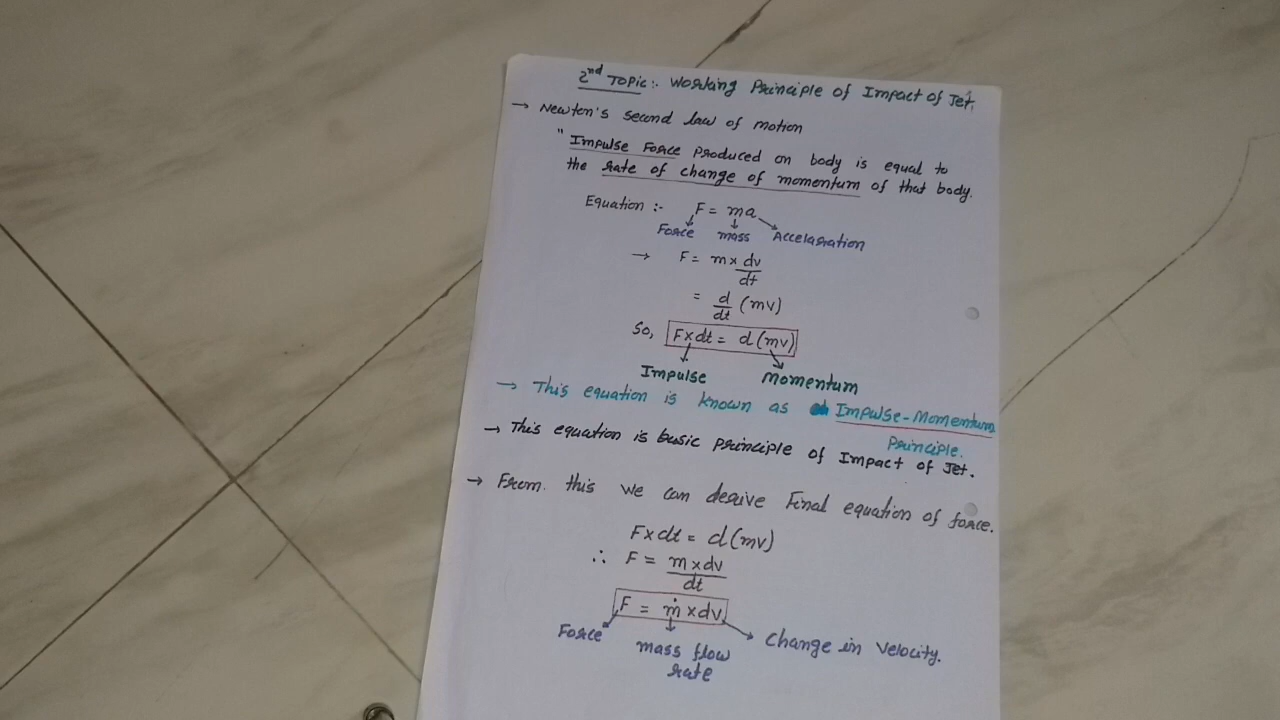 2nd Topic :- Working Principle of Impact of Jet.
→ Newton's second law of motion
"Impulse Force produced on body is equal to
the rate of change of momentum of that body.
Equation :- F = ma
Force mass Accelaration
→ F = m x dv/dt
= d/dt (mv)
So, Fxdt = d(mv)
Impulse Momentum
→ This equation is known as Impulse-Momentum
Principle.
→ This equation is basic principle of Impact of Jet.
→ From this we can derive Final equation of force.
Fxdt = d(mv)
∴ F = m x dv/dt
F = ṁ x dv
Force mass flow rate Change in Velocity.